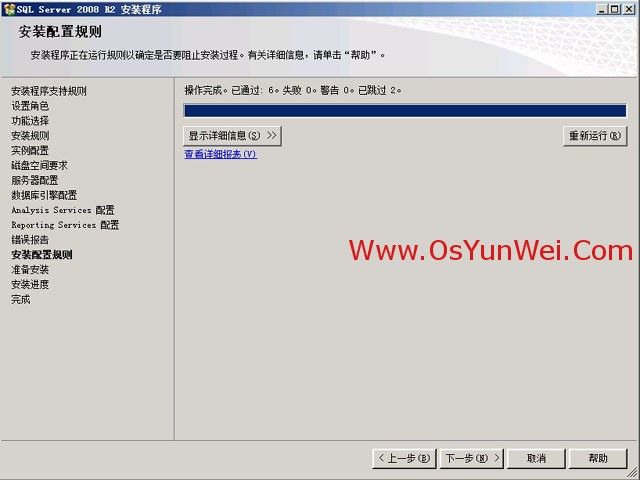 SQL Server 2008 R2 安装程序
安装配置规则
安装程序正在运行规则以确定是否要阻止安装过程。有关详细信息，请单击“帮助”。
安装程序支持规则
设置角色
功能选择
安装规则
实例配置
磁盘空间要求
服务器配置
数据库引擎配置
Analysis Services 配置
Reporting Services 配置
错误报告
安装配置规则
准备安装
安装进度
完成
操作完成。已通过: 6。失败 0。警告 0。已跳过 2。
显示详细信息(S) >>
重新运行(R)
查看详细报表(V)
Www.OsYunWei.Com
< 上一步(B)
下一步(N) >
取消
帮助